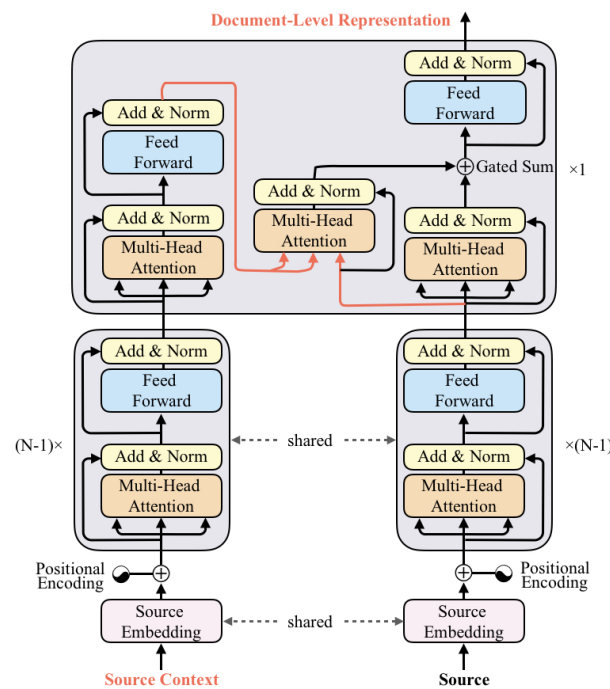 Document-Level Representation
Add & Norm
Feed
Forward
Gated Sum
×1
Add & Norm
Feed
Forward
Add & Norm
Multi-Head
Attention
Add & Norm
Multi-Head
Attention
Add & Norm
Multi-Head
Attention
Add & Norm
Feed
Forward
Add & Norm
Multi-Head
Attention
(N-1)×
shared
Add & Norm
Feed
Forward
Add & Norm
Multi-Head
Attention
×(N-1)
Positional
Encoding
Positional
Encoding
Source
Embedding
shared
Source
Embedding
Source Context
Source